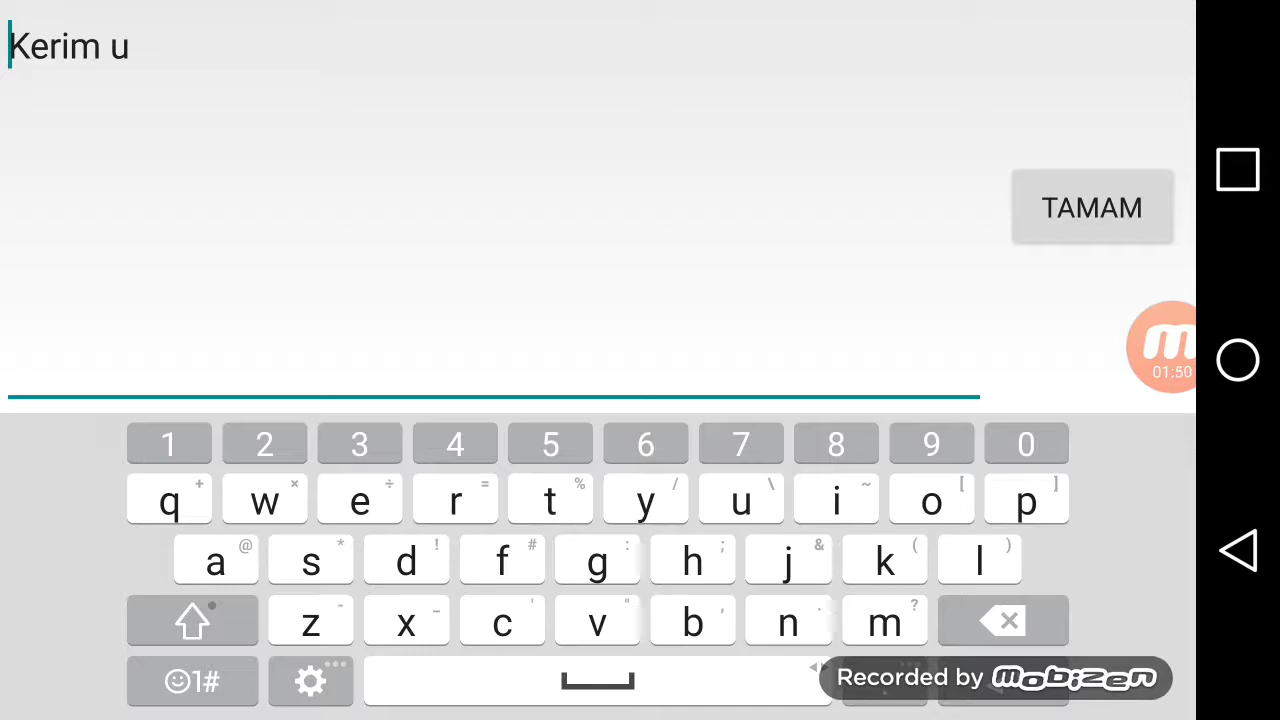 Kerim u
TAMAM
01:50
1 2 3 4 5 6 7 8 9 0
q + w × e ÷ r = t % y / u \ i ~ o [ p ]
a @ s * d ! f # g : h ; j & k ( l )
z - x _ c ' v " b , n . m ?
1#
Recorded by mobizen